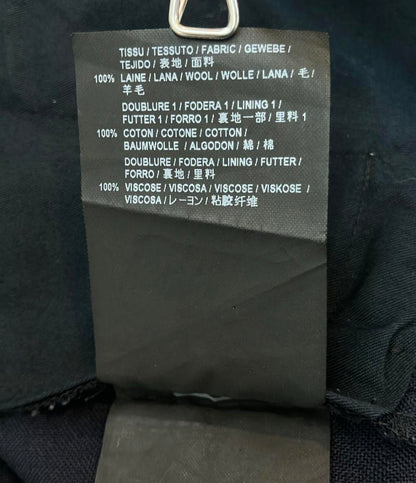 TISSU / TESSUTO / FABRIC / GEWEBE /
TEJIDO / 表地 / 面料
100% LAINE / LANA / WOOL / WOLLE / LANA / 毛 /
羊毛
DOUBLURE 1 / FODERA 1 / LINING 1 /
FUTTER 1 / FORRO 1 / 裏地一部 / 里料 1
100% COTON / COTONE / COTTON /
BAUMWOLLE / ALGODON / 綿 / 棉
DOUBLURE / FODERA / LINING / FUTTER /
FORRO / 裏地 / 里料
100% VISCOSE / VISCOSA / VISCOSE / VISKOSE /
VISCOSA / レーヨン / 粘胶纤维